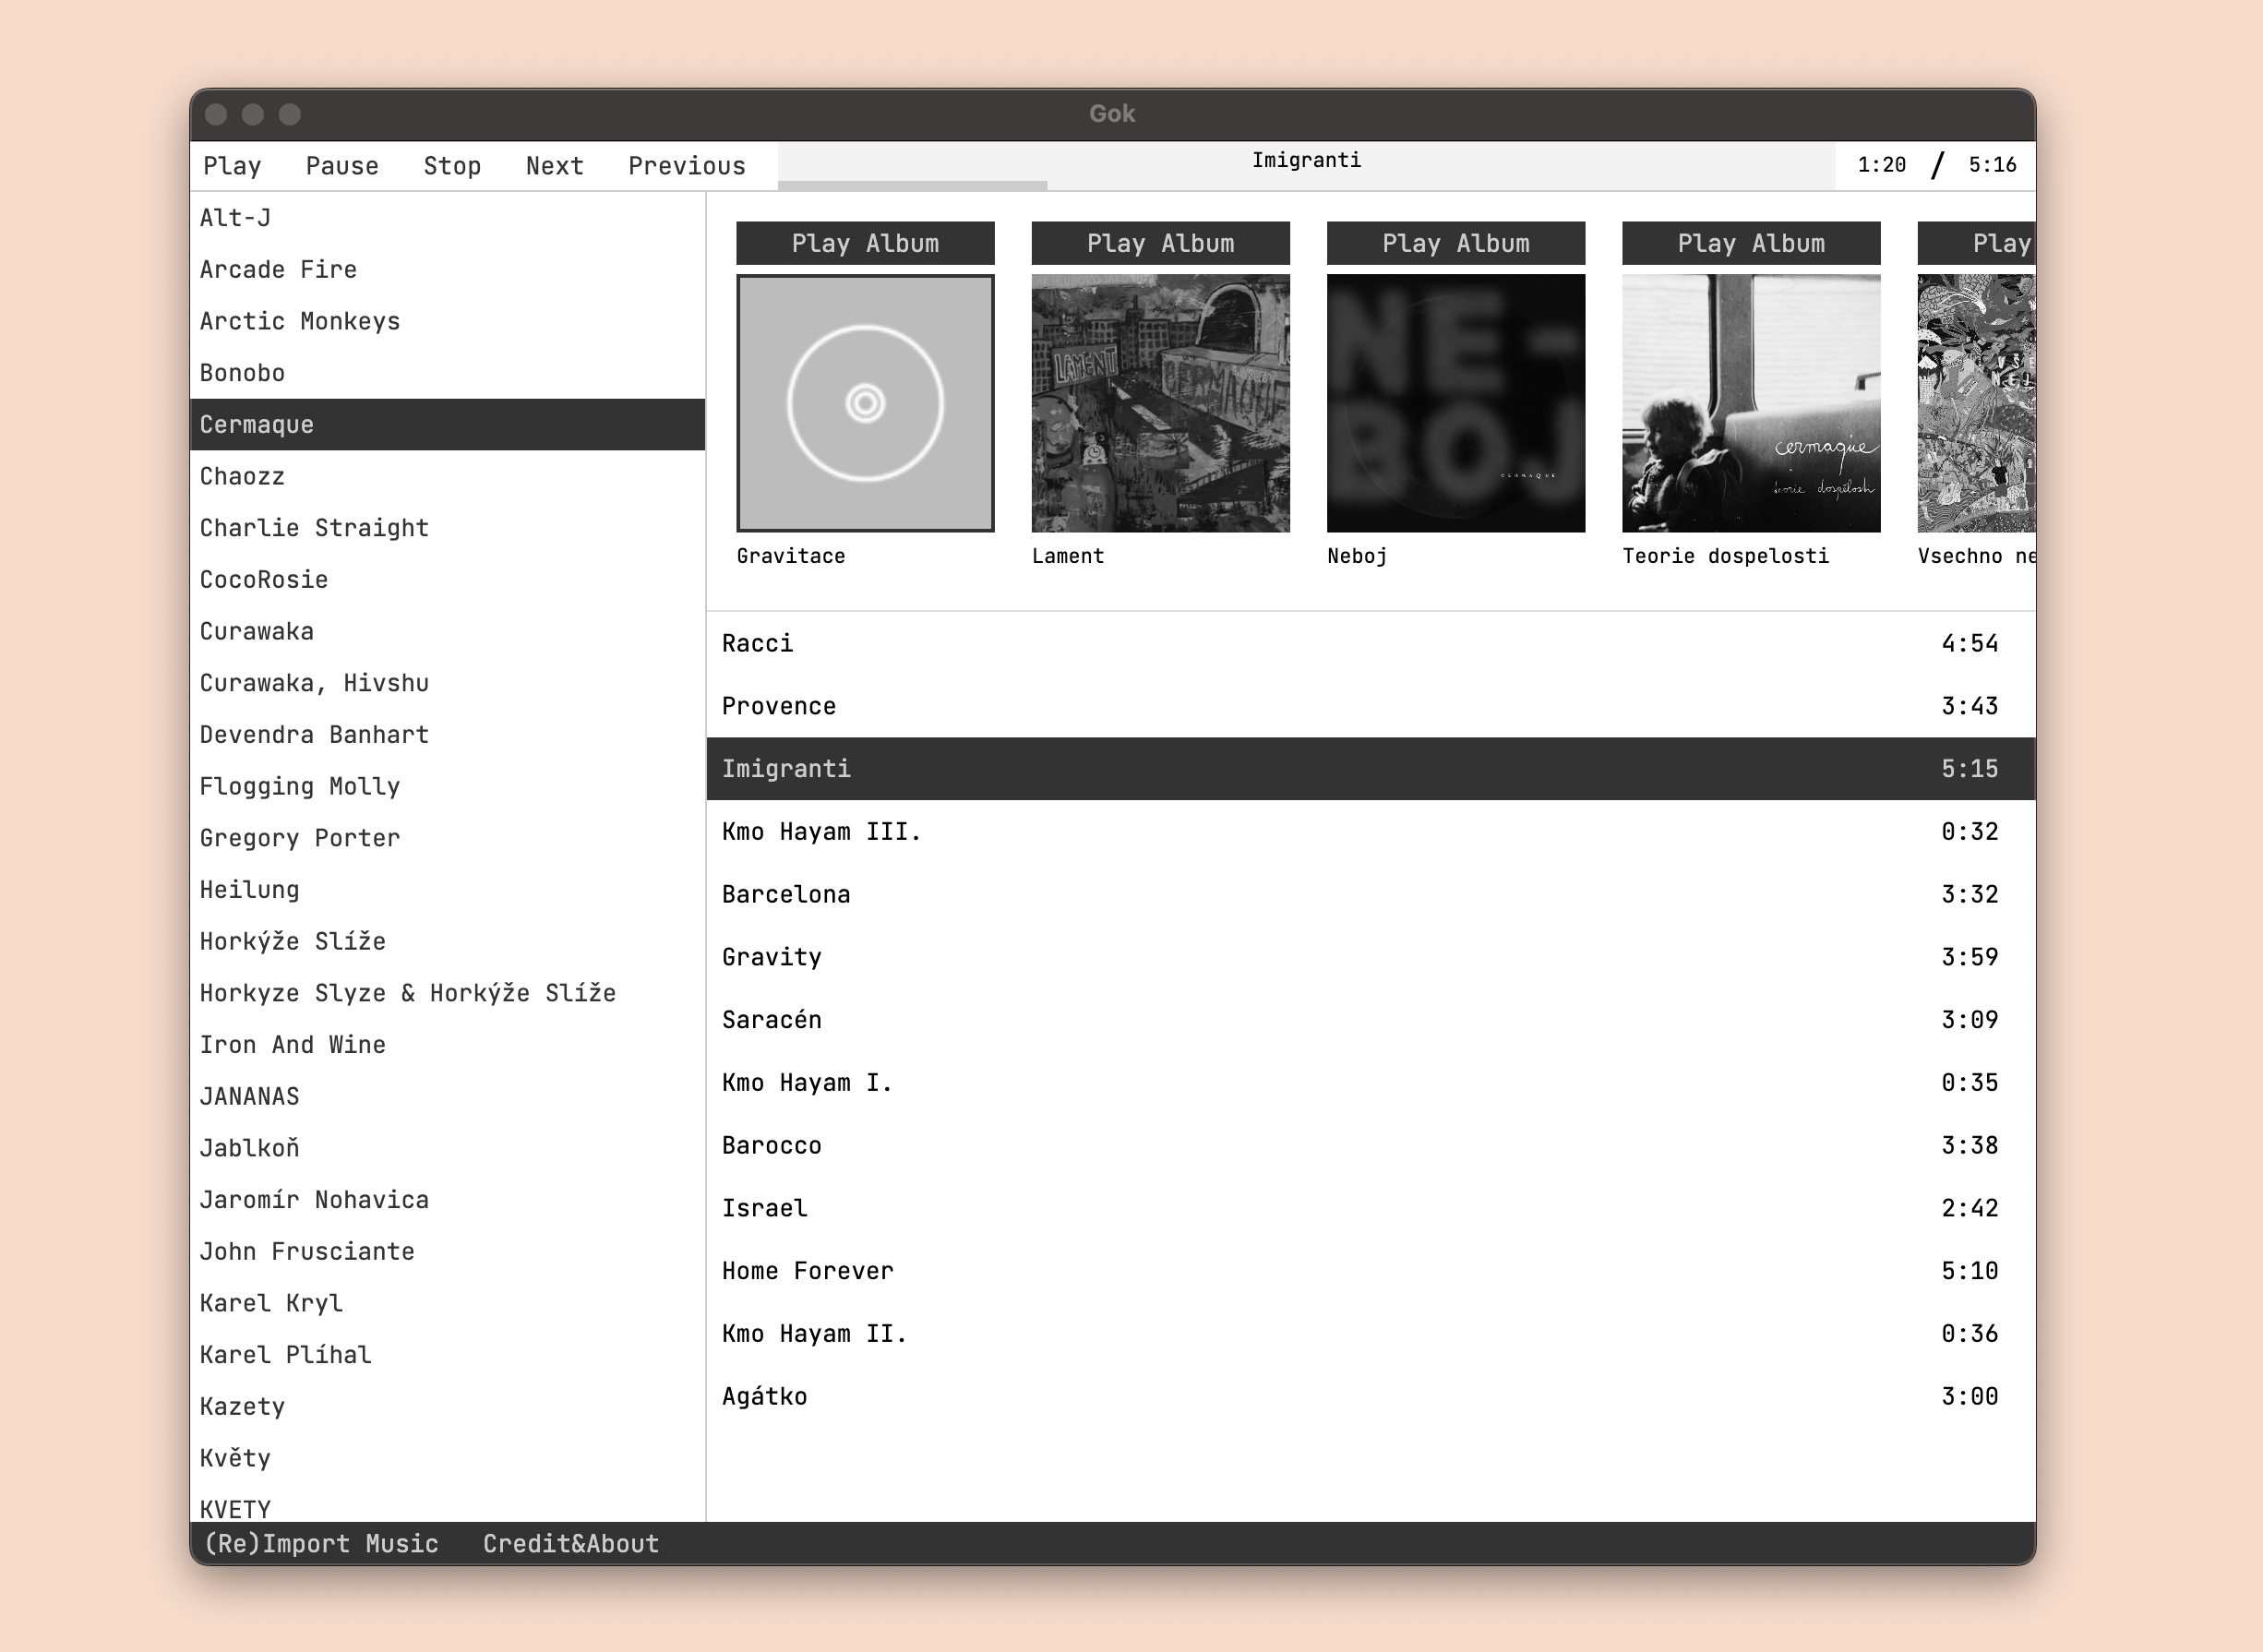 Gok
Play Pause Stop Next Previous Imigranti 1:20 / 5:16
Alt-J
Arcade Fire
Arctic Monkeys
Bonobo
Cermaque
Chaozz
Charlie Straight
CocoRosie
Curawaka
Curawaka, Hivshu
Devendra Banhart
Flogging Molly
Gregory Porter
Heilung
Horkýže Slíže
Horkyze Slyze & Horkýže Slíže
Iron And Wine
JANANAS
Jablkoň
Jaromír Nohavica
John Frusciante
Karel Kryl
Karel Plíhal
Kazety
Květy
KVETY
Play Album Play Album Play Album Play Album Play
LAMENT
CERMAQUE
NE-
BOJ
CERMAQUE
cermaque
teorie dospělosti
VŠE
NEJ
Gravitace Lament Neboj Teorie dospelosti Vsechno ne
Racci 4:54
Provence 3:43
Imigranti 5:15
Kmo Hayam III. 0:32
Barcelona 3:32
Gravity 3:59
Saracén 3:09
Kmo Hayam I. 0:35
Barocco 3:38
Israel 2:42
Home Forever 5:10
Kmo Hayam II. 0:36
Agátko 3:00
(Re)Import Music Credit&About